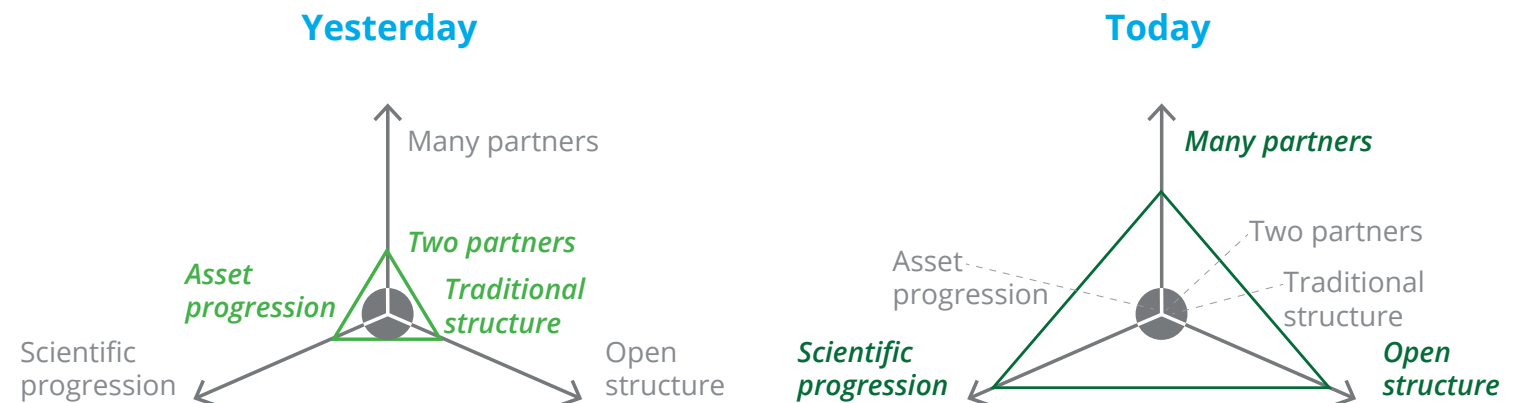 Yesterday
Many partners
Two partners
Asset
progression
Traditional
structure
Scientific
progression
Open
structure
Today
Many partners
Two partners
Asset
progression
Traditional
structure
Scientific
progression
Open
structure